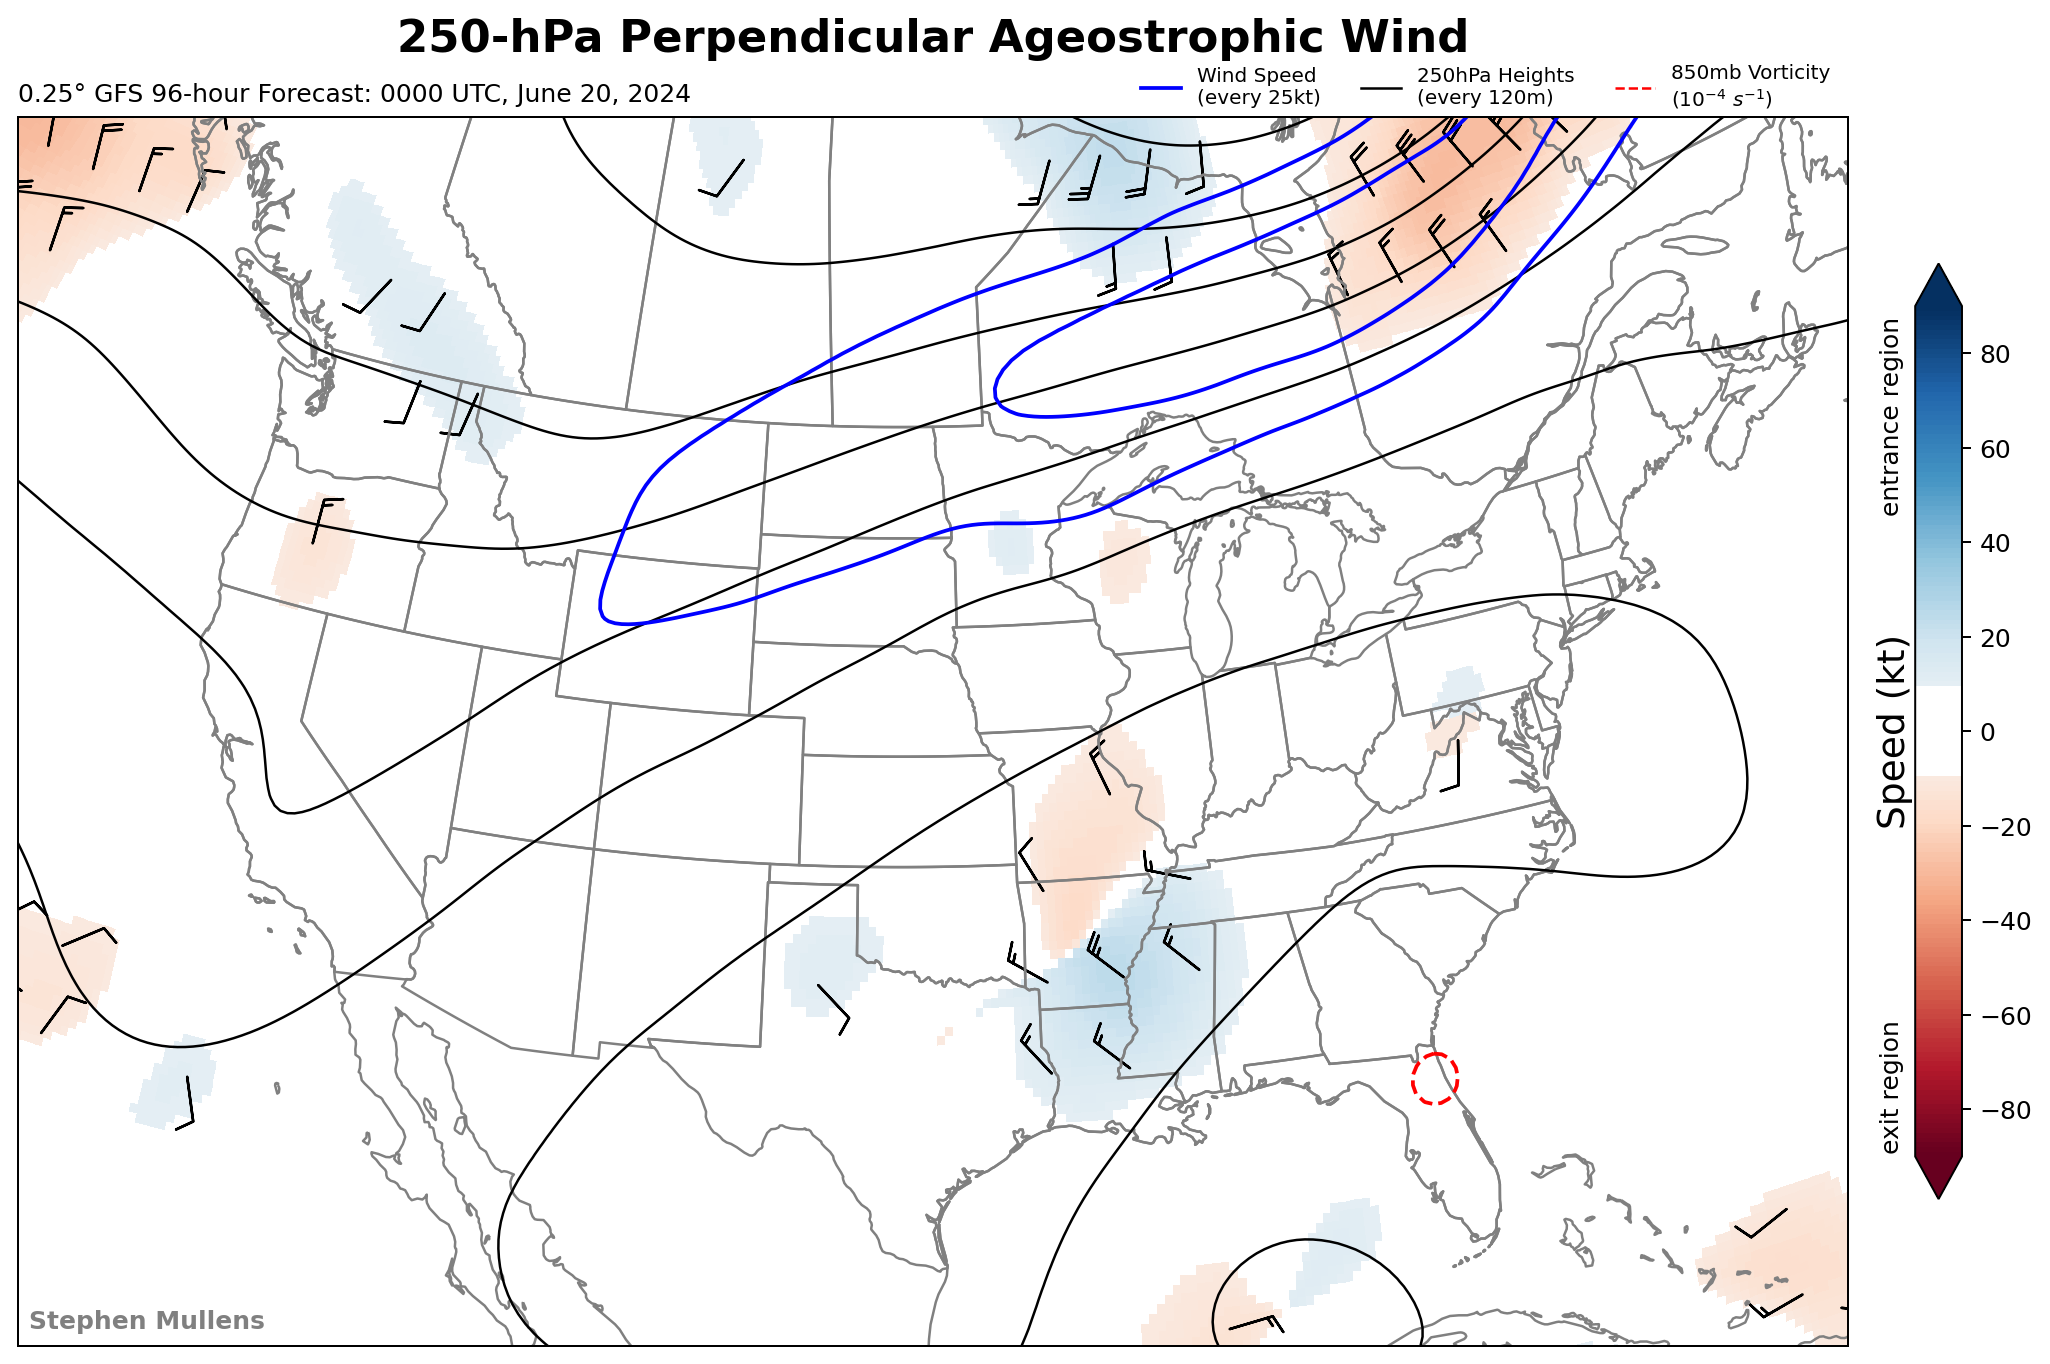 250-hPa Perpendicular Ageostrophic Wind
0.25° GFS 96-hour Forecast: 0000 UTC, June 20, 2024
Wind Speed
(every 25kt)
250hPa Heights
(every 120m)
850mb Vorticity
(10⁻⁴ s⁻¹)
entrance region
Speed (kt)
exit region
80
60
40
20
0
−20
−40
−60
−80
Stephen Mullens